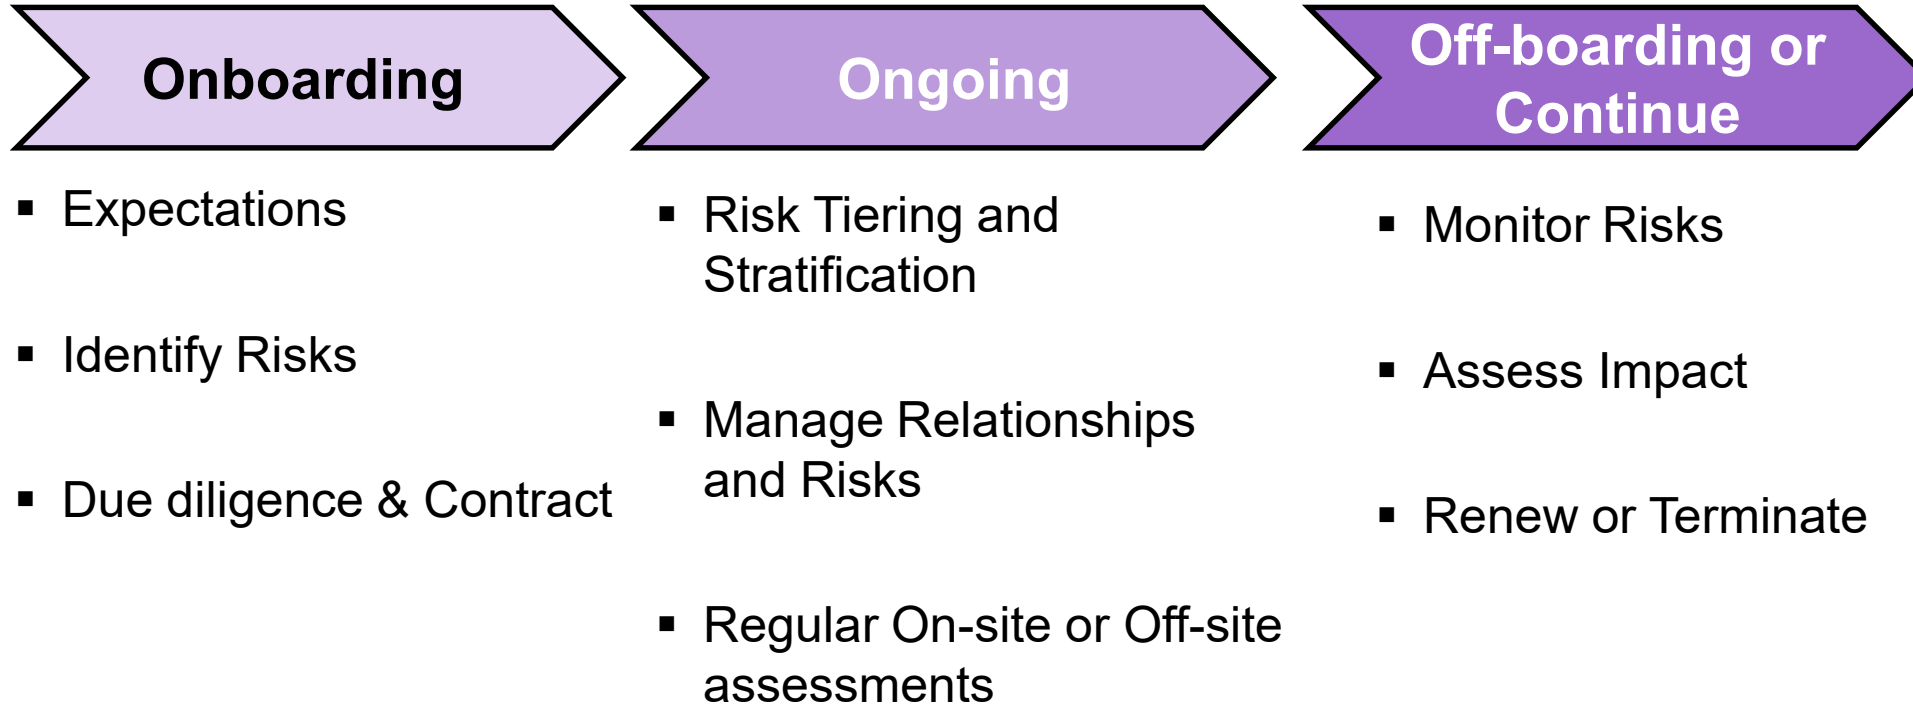 Onboarding
▪ Expectations
▪ Identify Risks
▪ Due diligence & Contract
Ongoing
▪ Risk Tiering and
Stratification
▪ Manage Relationships
and Risks
▪ Regular On-site or Off-site
assessments
Off-boarding or
Continue
▪ Monitor Risks
▪ Assess Impact
▪ Renew or Terminate